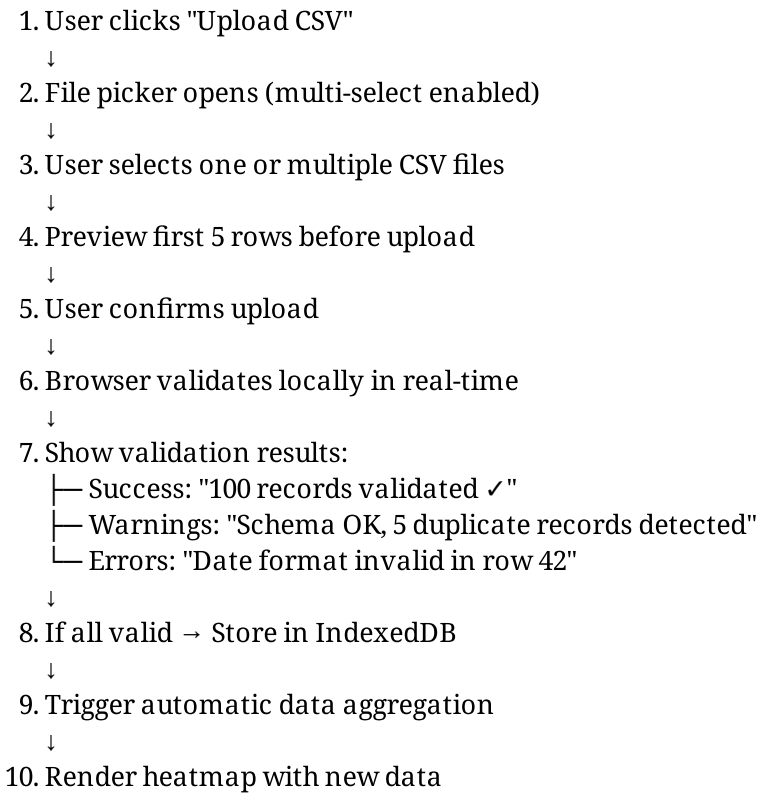 1. User clicks "Upload CSV"
↓
2. File picker opens (multi-select enabled)
↓
3. User selects one or multiple CSV files
↓
4. Preview first 5 rows before upload
↓
5. User confirms upload
↓
6. Browser validates locally in real-time
↓
7. Show validation results:
├─ Success: "100 records validated ✓"
├─ Warnings: "Schema OK, 5 duplicate records detected"
└─ Errors: "Date format invalid in row 42"
↓
8. If all valid → Store in IndexedDB
↓
9. Trigger automatic data aggregation
↓
10. Render heatmap with new data